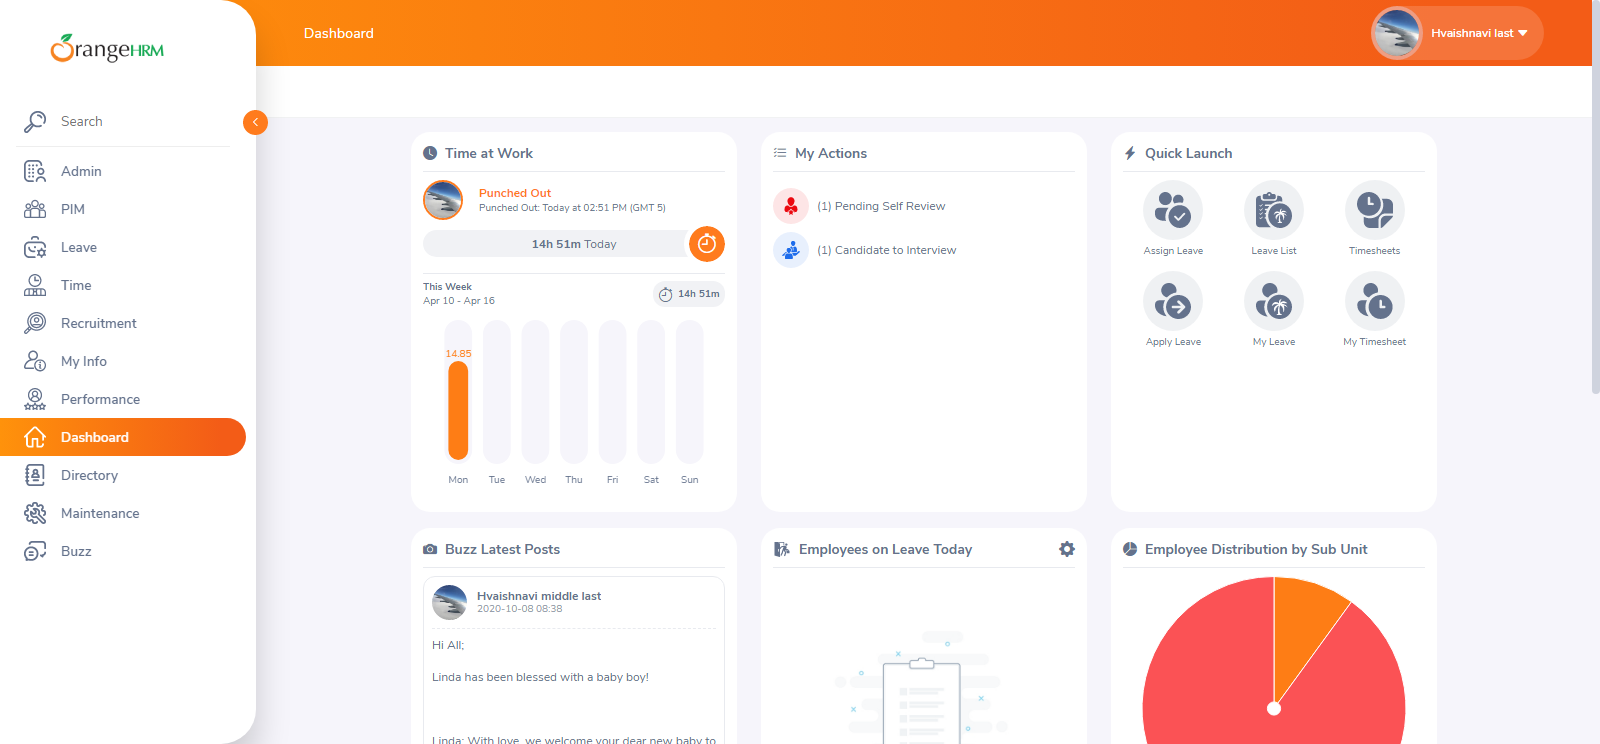 OrangeHRM
Search
Admin
PIM
Leave
Time
Recruitment
My Info
Performance
Dashboard
Directory
Maintenance
Buzz
Dashboard
Hvaishnavi last
Time at Work
Punched Out
Punched Out: Today at 02:51 PM (GMT 5)
14h 51m Today
This Week
Apr 10 - Apr 16
14h 51m
14.85
Mon Tue Wed Thu Fri Sat Sun
My Actions
(1) Pending Self Review
(1) Candidate to Interview
Quick Launch
Assign Leave Leave List Timesheets
Apply Leave My Leave My Timesheet
Buzz Latest Posts
Hvaishnavi middle last
2020-10-08 08:38
Hi All;
Linda has been blessed with a baby boy!
Linda: With love, we welcome your dear new baby to
Employees on Leave Today
Employee Distribution by Sub Unit